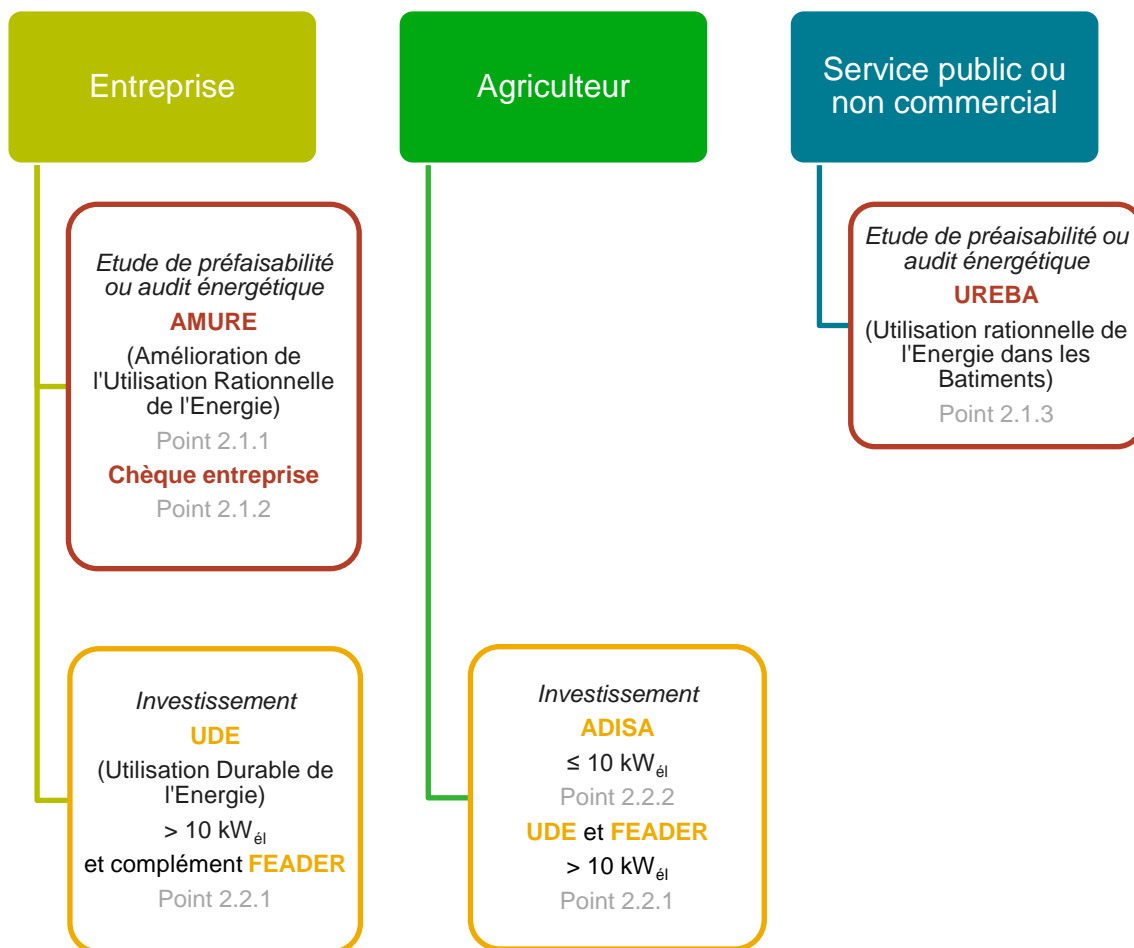 Entreprise
Agriculteur
Service public ou
non commercial
Etude de préfaisabilité
ou audit énergétique
AMURE
(Amélioration de
l'Utilisation Rationnelle
de l'Energie)
Point 2.1.1
Chèque entreprise
Point 2.1.2
Etude de préaisabilité ou
audit énergétique
UREBA
(Utilisation rationnelle de
l'Energie dans les
Batiments)
Point 2.1.3
Investissement
UDE
(Utilisation Durable de
l'Energie)
> 10 kWél
et complément FEADER
Point 2.2.1
Investissement
ADISA
≤ 10 kWél
Point 2.2.2
UDE et FEADER
> 10 kWél
Point 2.2.1